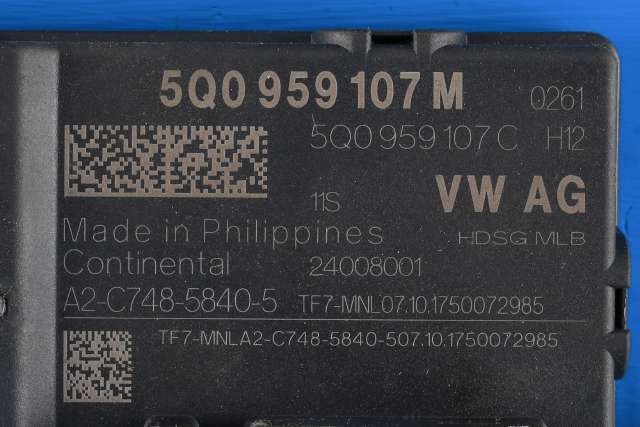 5Q0 959 107 M 0261
5Q0 959 107 C H12
11S VW AG
Made in Philippines HDSG MLB
Continental 24008001
A2-C748-5840-5 TF7-MNL07.10.1750072985
TF7-MNLA2-C748-5840-507.10.1750072985